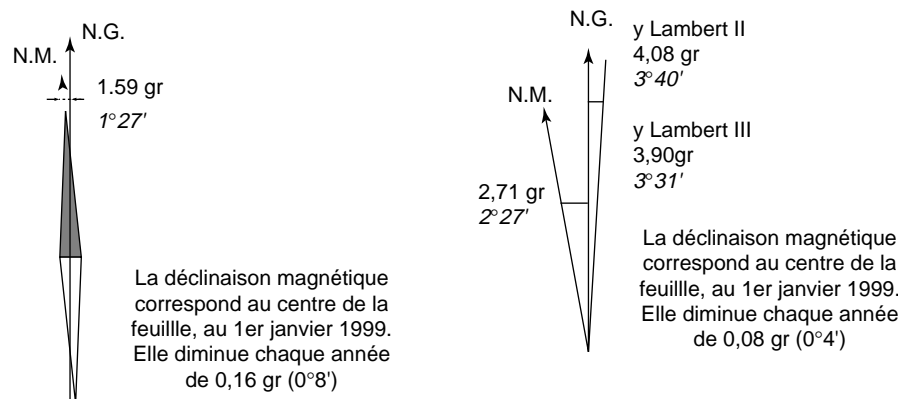 N.G.
N.M.
1.59 gr
1°27'
La déclinaison magnétique
correspond au centre de la
feuillle, au 1er janvier 1999.
Elle diminue chaque année
de 0,16 gr (0°8')
N.G.
y Lambert II
4,08 gr
3°40'
N.M.
y Lambert III
3,90gr
3°31'
2,71 gr
2°27'
La déclinaison magnétique
correspond au centre de la
feuillle, au 1er janvier 1999.
Elle diminue chaque année
de 0,08 gr (0°4')